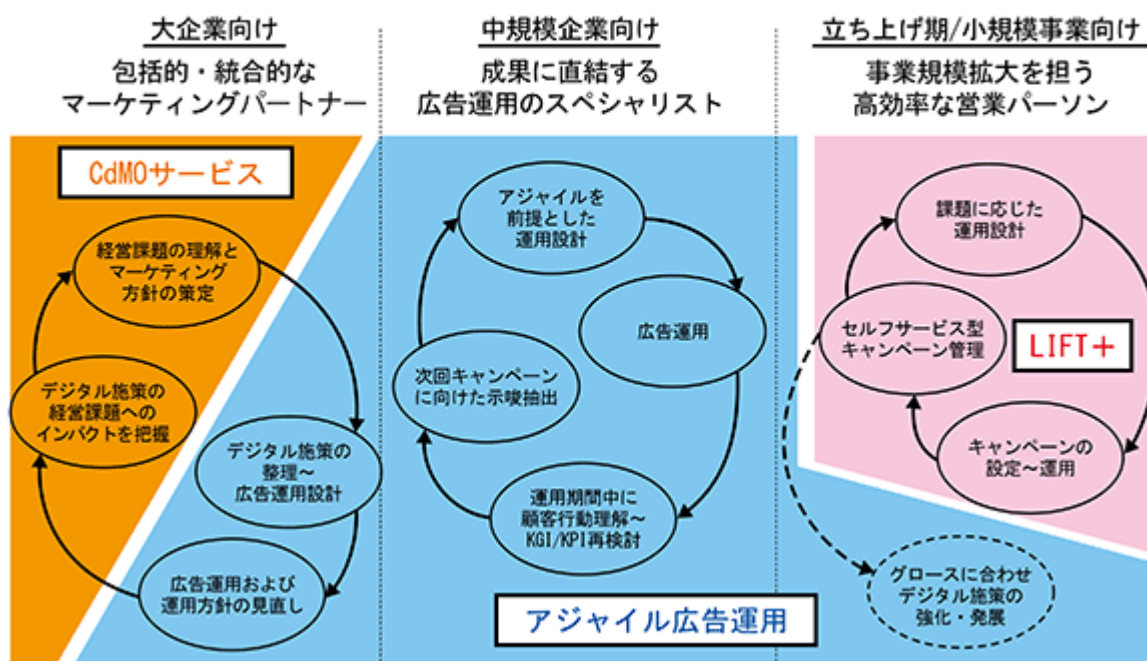 大企業向け
包括的・統合的な
マーケティングパートナー
中規模企業向け
成果に直結する
広告運用のスペシャリスト
立ち上げ期/小規模事業向け
事業規模拡大を担う
高効率な営業パーソン
CdMOサービス
経営課題の理解と
マーケティング
方針の策定
デジタル施策の
経営課題への
インパクトを把握
デジタル施策の
整理～
広告運用設計
広告運用および
運用方針の見直し
アジャイルを
前提とした
運用設計
広告運用
次回キャンペーン
に向けた示唆抽出
運用期間中に
顧客行動理解～
KGI/KPI再検討
アジャイル広告運用
課題に応じた
運用設計
セルフサービス型
キャンペーン管理
LIFT＋
キャンペーンの
設定～運用
グロースに合わせ
デジタル施策の
強化・発展